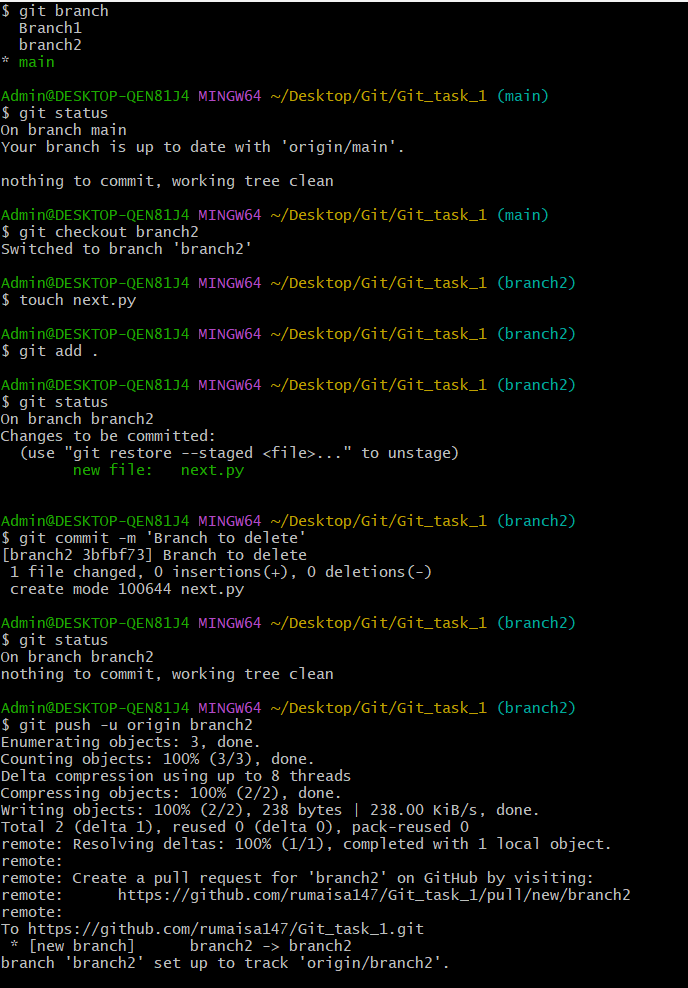 $ git branch
  Branch1
  branch2
* main

Admin@DESKTOP-QEN81J4 MINGW64 ~/Desktop/Git/Git_task_1 (main)
$ git status
On branch main
Your branch is up to date with 'origin/main'.

nothing to commit, working tree clean

Admin@DESKTOP-QEN81J4 MINGW64 ~/Desktop/Git/Git_task_1 (main)
$ git checkout branch2
Switched to branch 'branch2'

Admin@DESKTOP-QEN81J4 MINGW64 ~/Desktop/Git/Git_task_1 (branch2)
$ touch next.py

Admin@DESKTOP-QEN81J4 MINGW64 ~/Desktop/Git/Git_task_1 (branch2)
$ git add .

Admin@DESKTOP-QEN81J4 MINGW64 ~/Desktop/Git/Git_task_1 (branch2)
$ git status
On branch branch2
Changes to be committed:
  (use "git restore --staged <file>..." to unstage)
        new file:   next.py


Admin@DESKTOP-QEN81J4 MINGW64 ~/Desktop/Git/Git_task_1 (branch2)
$ git commit -m 'Branch to delete'
[branch2 3bfbf73] Branch to delete
 1 file changed, 0 insertions(+), 0 deletions(-)
 create mode 100644 next.py

Admin@DESKTOP-QEN81J4 MINGW64 ~/Desktop/Git/Git_task_1 (branch2)
$ git status
On branch branch2
nothing to commit, working tree clean

Admin@DESKTOP-QEN81J4 MINGW64 ~/Desktop/Git/Git_task_1 (branch2)
$ git push -u origin branch2
Enumerating objects: 3, done.
Counting objects: 100% (3/3), done.
Delta compression using up to 8 threads
Compressing objects: 100% (2/2), done.
Writing objects: 100% (2/2), 238 bytes | 238.00 KiB/s, done.
Total 2 (delta 1), reused 0 (delta 0), pack-reused 0
remote: Resolving deltas: 100% (1/1), completed with 1 local object.
remote:
remote: Create a pull request for 'branch2' on GitHub by visiting:
remote:      https://github.com/rumaisa147/Git_task_1/pull/new/branch2
remote:
To https://github.com/rumaisa147/Git_task_1.git
 * [new branch]      branch2 -> branch2
branch 'branch2' set up to track 'origin/branch2'.